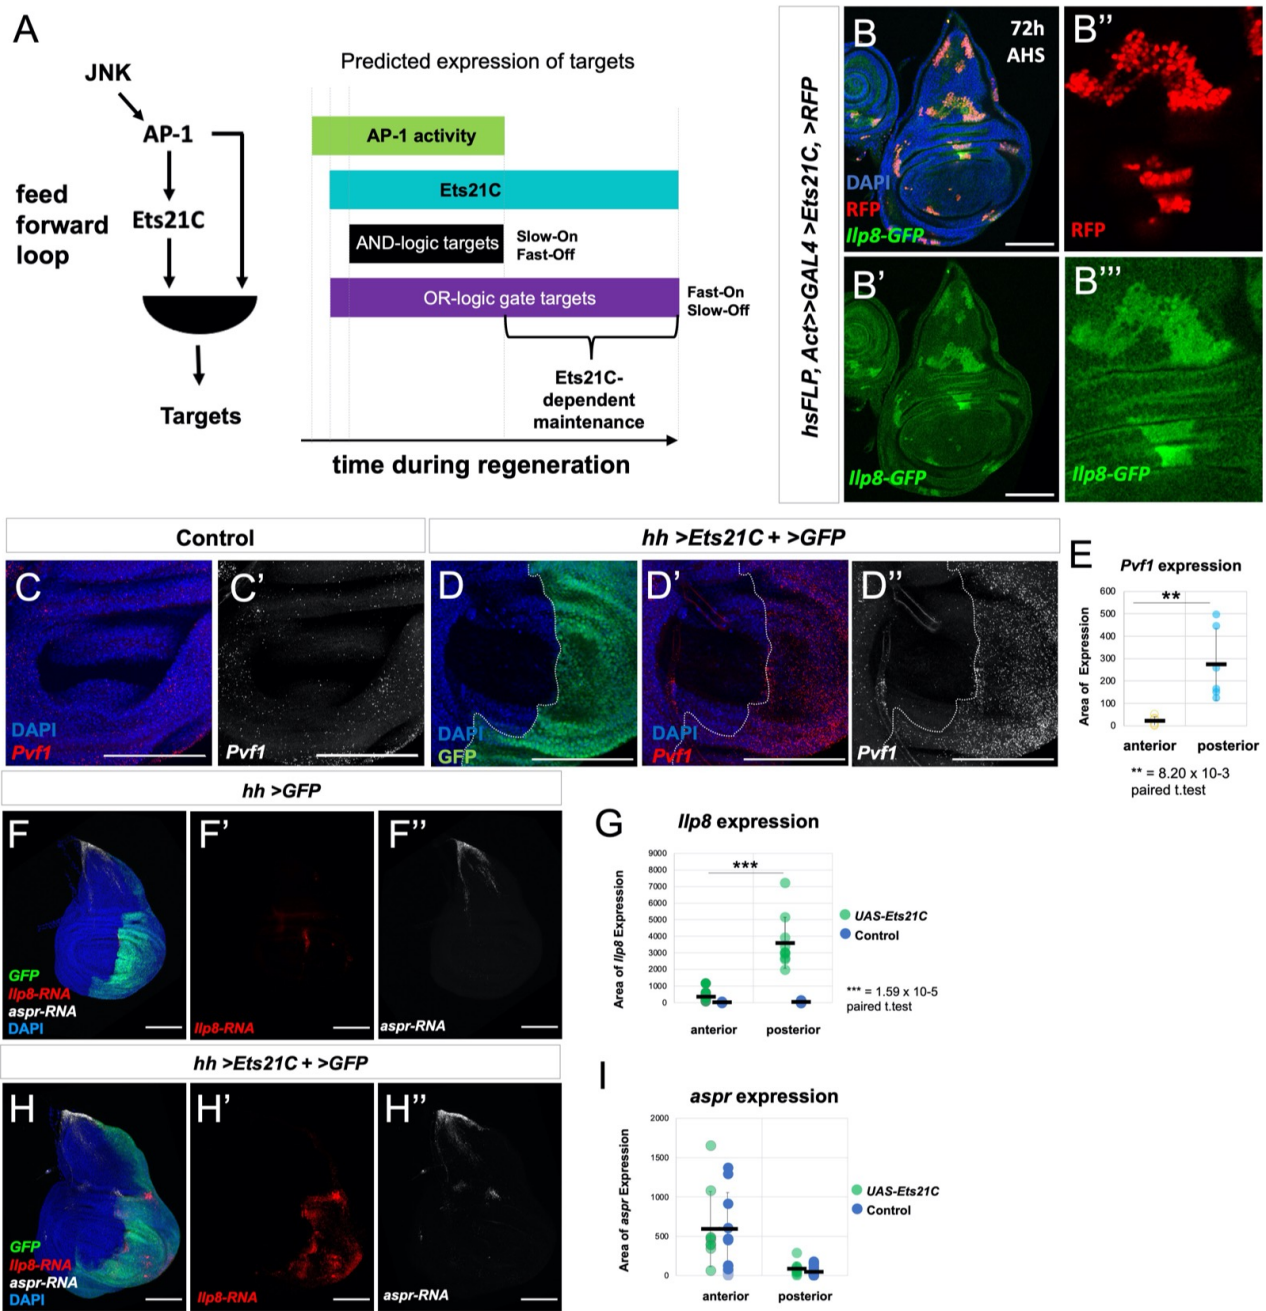 A
JNK
AP-1
feed
forward
loop
Ets21C
Targets
Predicted expression of targets
AP-1 activity
Ets21C
AND-logic targets
Slow-On
Fast-Off
OR-logic gate targets
Fast-On
Slow-Off
Ets21C-
dependent
maintenance
time during regeneration
hsFLP, Act>>GAL4 >Ets21C, >RFP
B
72h
AHS
DAPI
RFP
Ilp8-GFP
B''
RFP
B'
Ilp8-GFP
B'''
Ilp8-GFP
Control
hh >Ets21C + >GFP
C
DAPI
Pvf1
C'
Pvf1
D
DAPI
GFP
D'
DAPI
Pvf1
D''
Pvf1
E
Pvf1 expression
Area of Expression
600
500
400
300
200
100
0
**
anterior
posterior
** = 8.20 x 10-3
paired t.test
hh >GFP
F
GFP
Ilp8-RNA
aspr-RNA
DAPI
F'
Ilp8-RNA
F''
aspr-RNA
G
Ilp8 expression
Area of Ilp8 Expression
9000
8000
7000
6000
5000
4000
3000
2000
1000
0
***
anterior
posterior
UAS-Ets21C
Control
*** = 1.59 x 10-5
paired t.test
hh >Ets21C + >GFP
H
GFP
Ilp8-RNA
aspr-RNA
DAPI
H'
Ilp8-RNA
H''
aspr-RNA
I
aspr expression
Area of aspr Expression
2000
1500
1000
500
0
anterior
posterior
UAS-Ets21C
Control